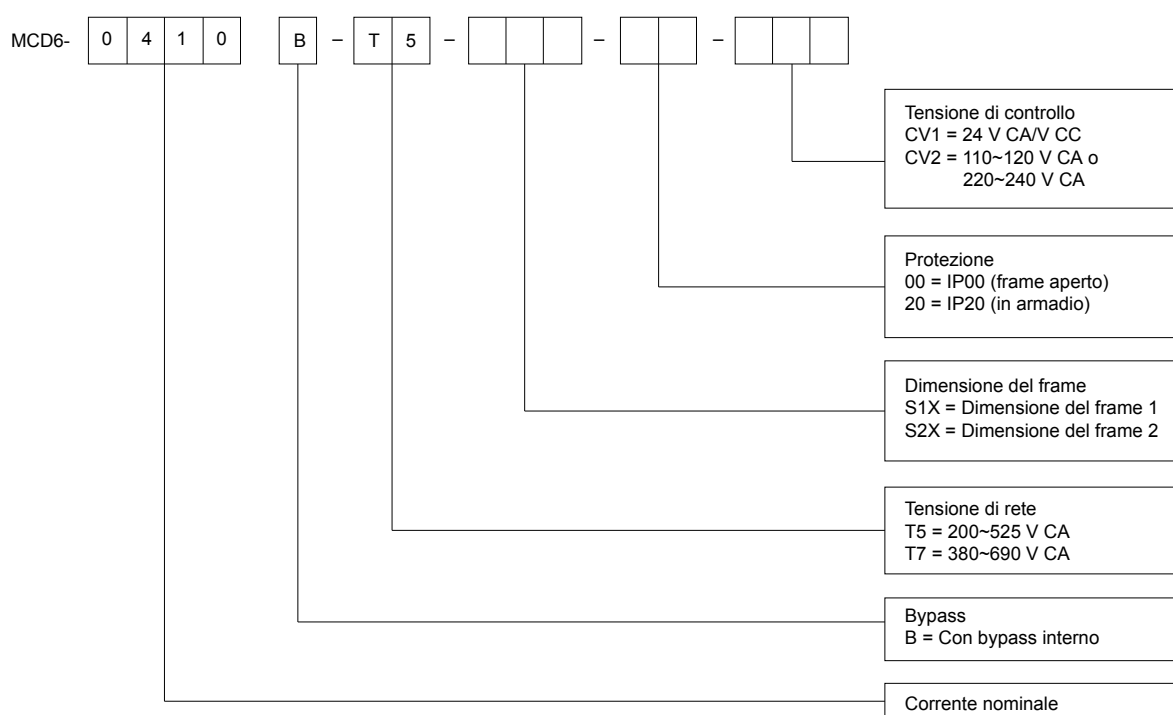 MCD6- 0 4 1 0 B – T 5 – – –
Tensione di controllo
CV1 = 24 V CA/V CC
CV2 = 110~120 V CA o
220~240 V CA
Protezione
00 = IP00 (frame aperto)
20 = IP20 (in armadio)
Dimensione del frame
S1X = Dimensione del frame 1
S2X = Dimensione del frame 2
Tensione di rete
T5 = 200~525 V CA
T7 = 380~690 V CA
Bypass
B = Con bypass interno
Corrente nominale